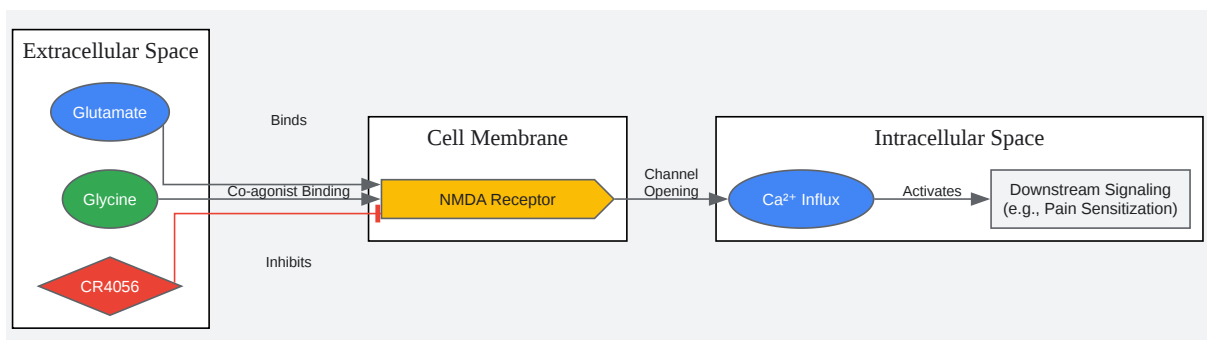 Extracellular Space
Glutamate
Glycine
CR4056
Binds
Co-agonist Binding
Inhibits
Cell Membrane
NMDA Receptor
Channel
Opening
Intracellular Space
Ca²⁺ Influx
Activates
Downstream Signaling
(e.g., Pain Sensitization)